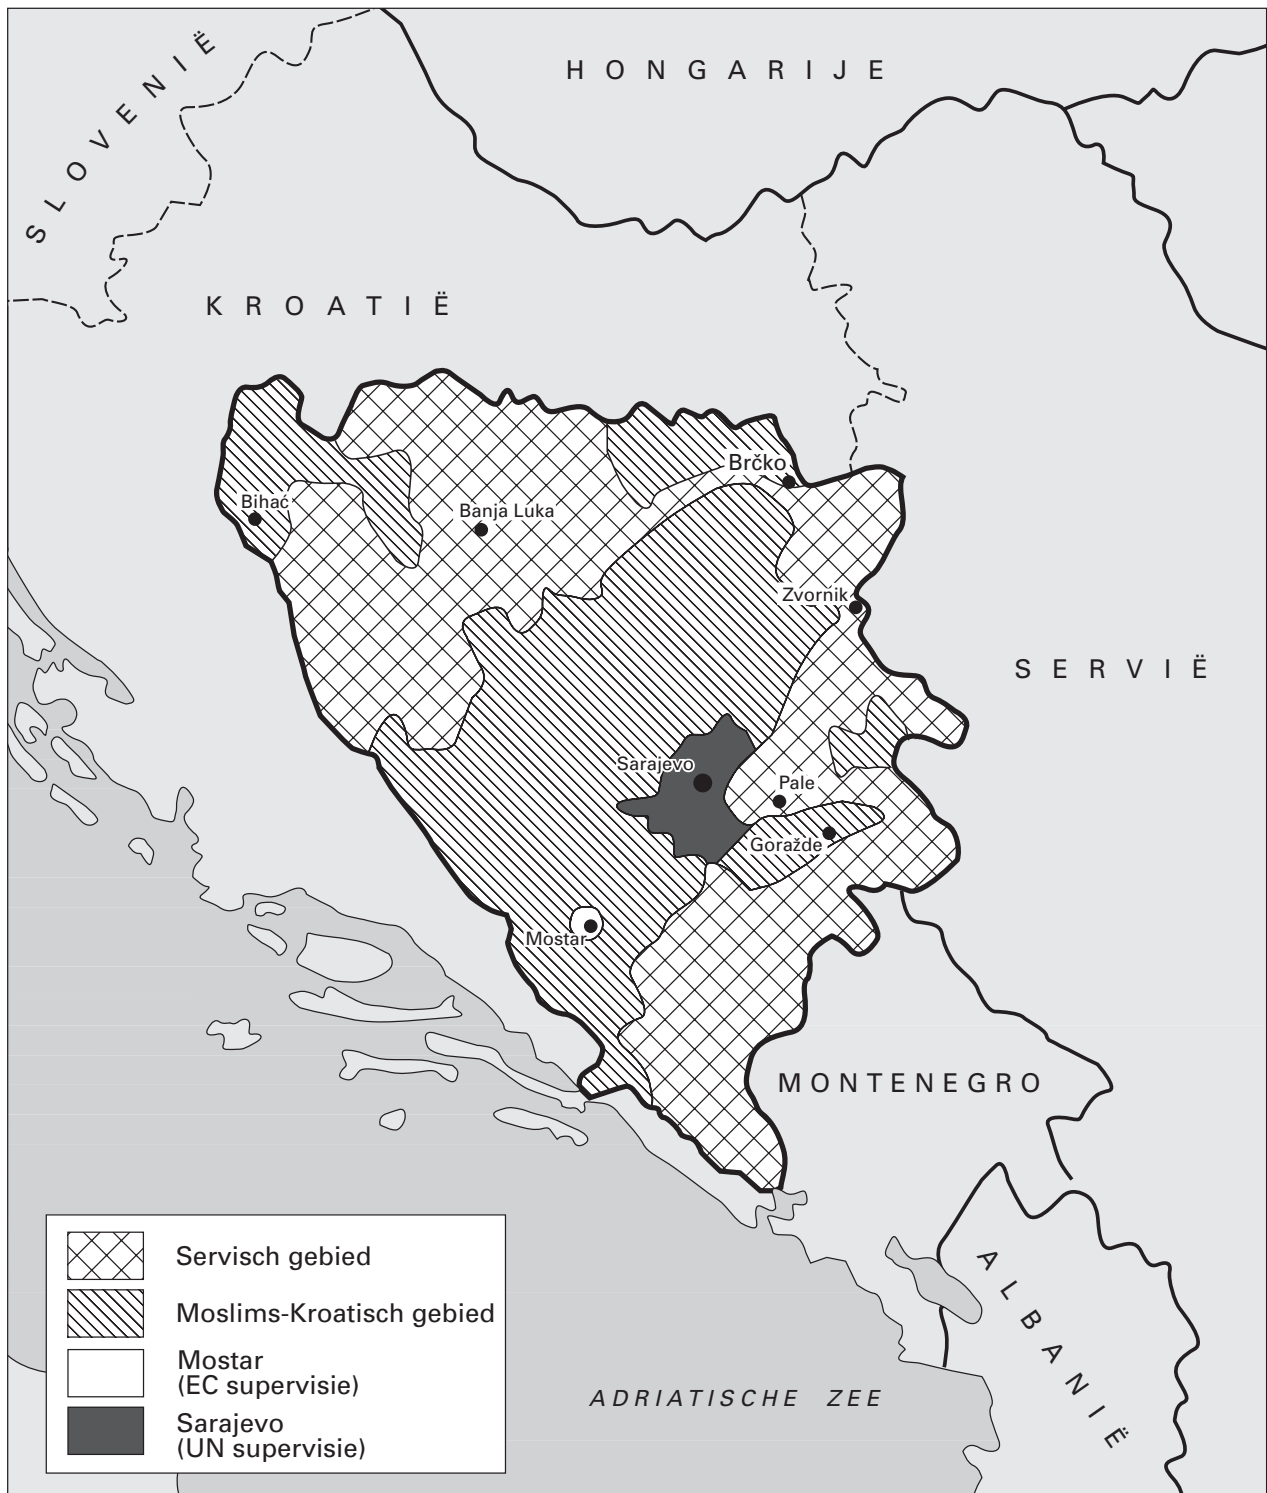 SLOVENIË
HONGARIJE
KROATIË
Brčko
Bihać
Banja Luka
Zvornik
SERVIË
Sarajevo
Pale
Goražde
Mostar
MONTENEGRO
ALBANIË
ADRIATISCHE ZEE
Servisch gebied
Moslims-Kroatisch gebied
Mostar
(EC supervisie)
Sarajevo
(UN supervisie)